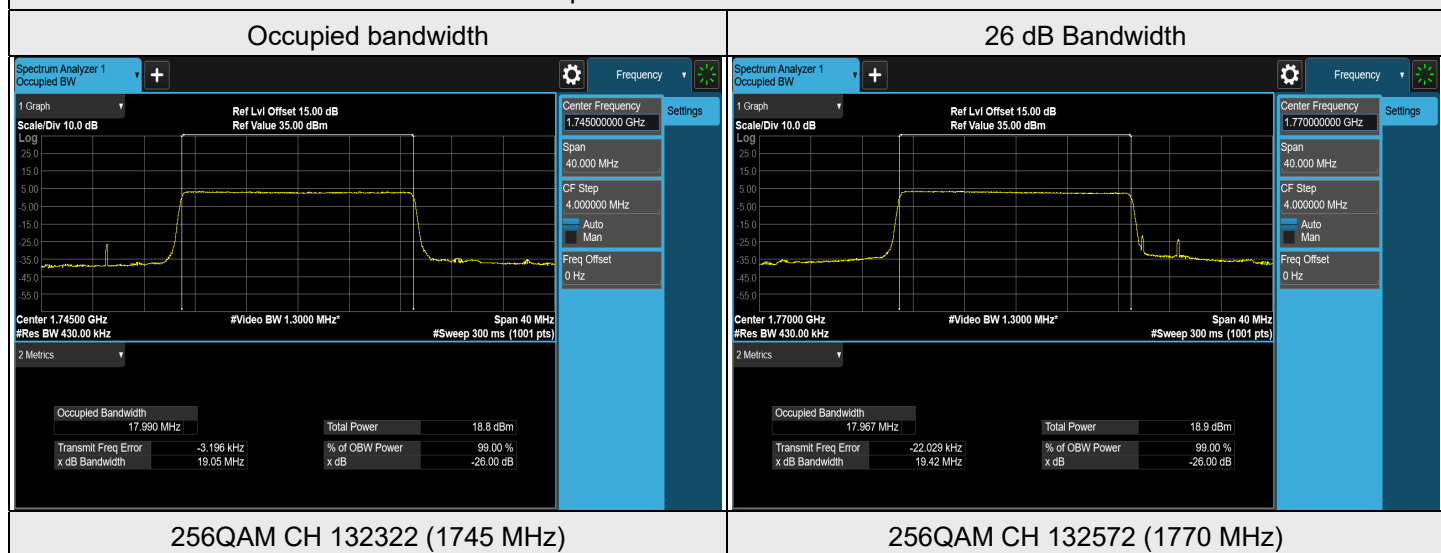 Occupied bandwidth
26 dB Bandwidth
Spectrum Analyzer 1
Occupied BW
+
Frequency
1 Graph
Scale/Div 10.0 dB
Ref Lvl Offset 15.00 dB
Ref Value 35.00 dBm
Log
25.0
15.0
5.00
-5.00
-15.0
-25.0
-35.0
-45.0
-55.0
Center 1.74500 GHz
#Res BW 430.00 kHz
#Video BW 1.3000 MHz*
Span 40 MHz
#Sweep 300 ms (1001 pts)
Center Frequency
1.745000000 GHz
Settings
Span
40.000 MHz
CF Step
4.000000 MHz
Auto
Man
Freq Offset
0 Hz
2 Metrics
Occupied Bandwidth
17.990 MHz
Total Power 18.8 dBm
Transmit Freq Error -3.196 kHz
% of OBW Power 99.00 %
x dB Bandwidth 19.05 MHz
x dB -26.00 dB
Spectrum Analyzer 1
Occupied BW
+
Frequency
1 Graph
Scale/Div 10.0 dB
Ref Lvl Offset 15.00 dB
Ref Value 35.00 dBm
Log
25.0
15.0
5.00
-5.00
-15.0
-25.0
-35.0
-45.0
-55.0
Center 1.77000 GHz
#Res BW 430.00 kHz
#Video BW 1.3000 MHz*
Span 40 MHz
#Sweep 300 ms (1001 pts)
Center Frequency
1.770000000 GHz
Settings
Span
40.000 MHz
CF Step
4.000000 MHz
Auto
Man
Freq Offset
0 Hz
2 Metrics
Occupied Bandwidth
17.967 MHz
Total Power 18.9 dBm
Transmit Freq Error -22.029 kHz
% of OBW Power 99.00 %
x dB Bandwidth 19.42 MHz
x dB -26.00 dB
256QAM CH 132322 (1745 MHz)
256QAM CH 132572 (1770 MHz)